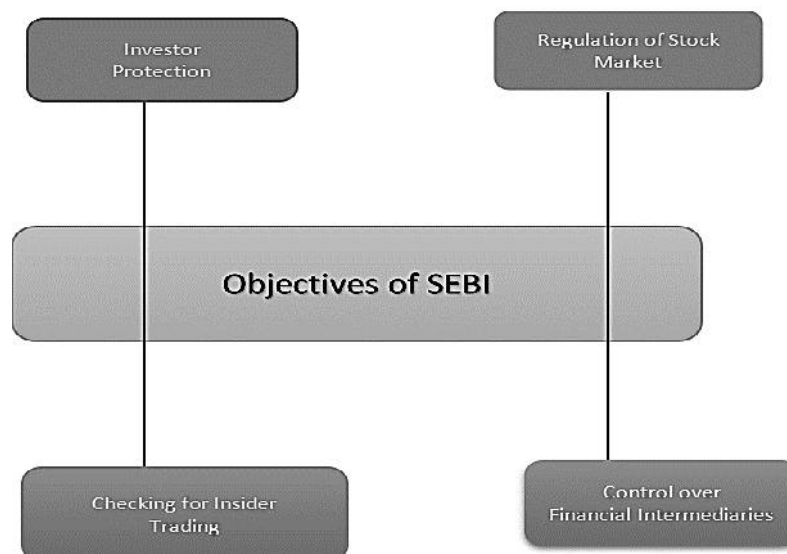 Investor
Protection
Regulation of Stock
Market
Objectives of SEBI
Checking for Insider
Trading
Control over
Financial Intermediaries